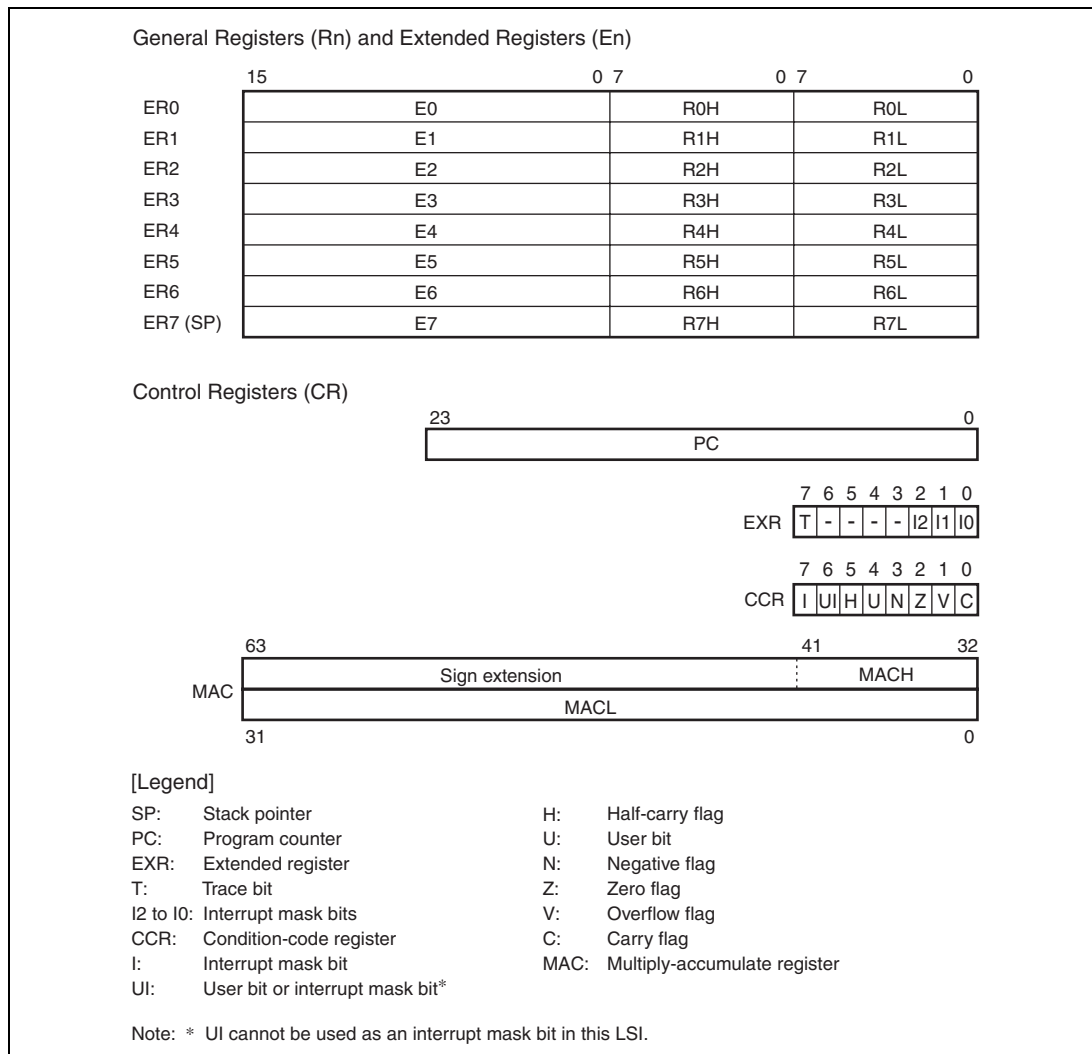 General Registers (Rn) and Extended Registers (En)
15 0 7 0 7 0
ER0 E0 R0H R0L
ER1 E1 R1H R1L
ER2 E2 R2H R2L
ER3 E3 R3H R3L
ER4 E4 R4H R4L
ER5 E5 R5H R5L
ER6 E6 R6H R6L
ER7 (SP) E7 R7H R7L
Control Registers (CR)
23 0
PC
7 6 5 4 3 2 1 0
EXR T - - - - I2 I1 I0
7 6 5 4 3 2 1 0
CCR I UI H U N Z V C
63 41 32
MAC Sign extension MACH
MACL
31 0
[Legend]
SP: Stack pointer
PC: Program counter
EXR: Extended register
T: Trace bit
I2 to I0: Interrupt mask bits
CCR: Condition-code register
I: Interrupt mask bit
UI: User bit or interrupt mask bit*
H: Half-carry flag
U: User bit
N: Negative flag
Z: Zero flag
V: Overflow flag
C: Carry flag
MAC: Multiply-accumulate register
Note: * UI cannot be used as an interrupt mask bit in this LSI.